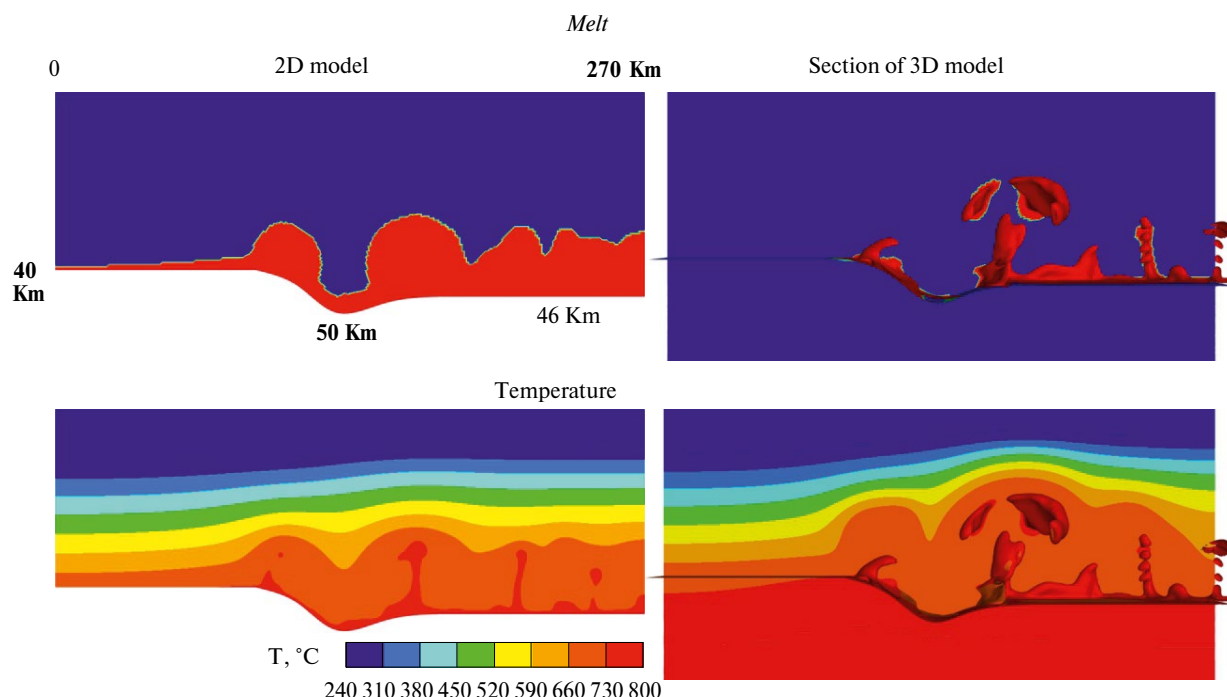 Melt
0 2D model 270 Km Section of 3D model
40
Km
46 Km
50 Km
Temperature
T, ˚C
240 310 380 450 520 590 660 730 800